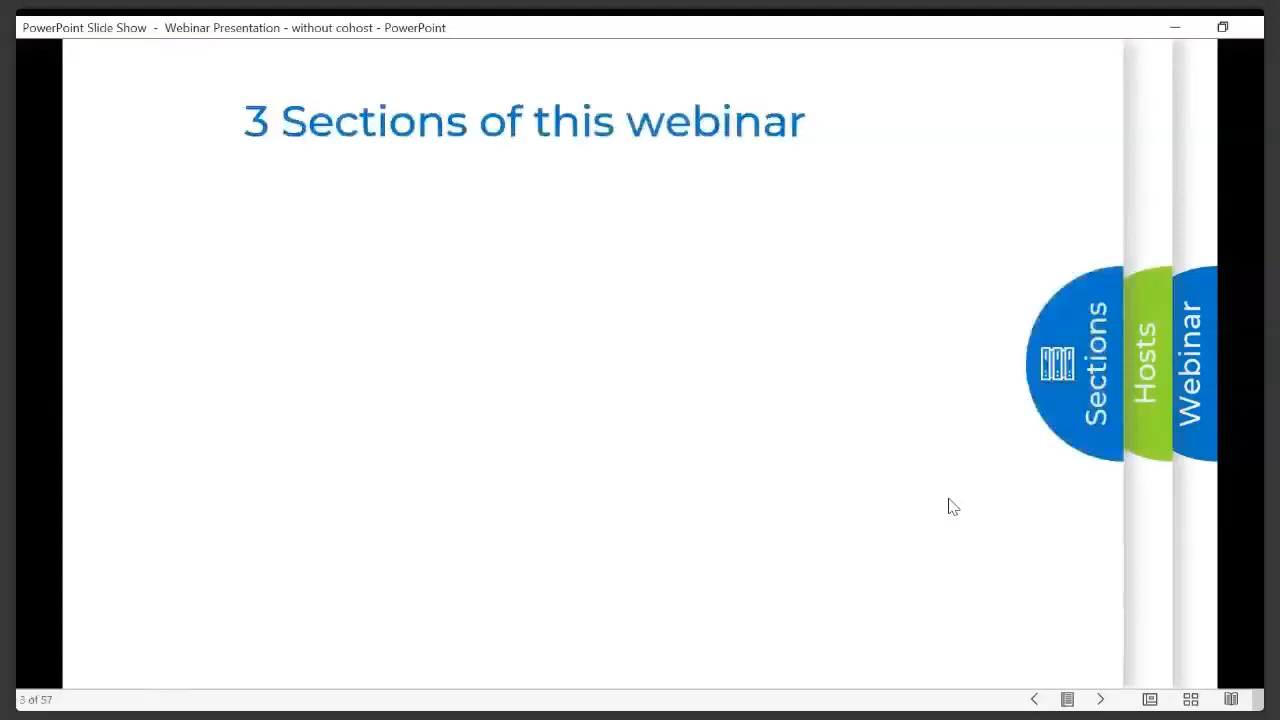 PowerPoint Slide Show - Webinar Presentation - without cohost - PowerPoint
3 Sections of this webinar
Sections
Hosts
Webinar
3 of 57